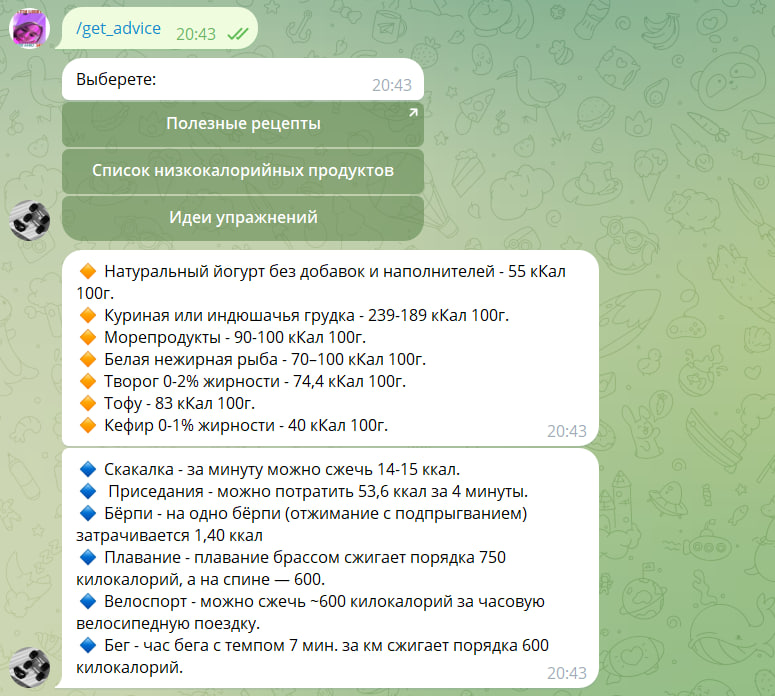 /get_advice 20:43
Выберете:
20:43
Полезные рецепты
Список низкокалорийных продуктов
Идеи упражнений
🔶 Натуральный йогурт без добавок и наполнителей - 55 кКал
100г.
🔶 Куриная или индюшачья грудка - 239-189 кКал 100г.
🔶 Морепродукты - 90-100 кКал 100г.
🔶 Белая нежирная рыба - 70–100 кКал 100г.
🔶 Творог 0-2% жирности - 74,4 кКал 100г.
🔶 Тофу - 83 кКал 100г.
🔶 Кефир 0-1% жирности - 40 кКал 100г.
20:43
🔷 Скакалка - за минуту можно сжечь 14-15 ккал.
🔷 Приседания - можно потратить 53,6 ккал за 4 минуты.
🔷 Бёрпи - на одно бёрпи (отжимание с подпрыгванием)
затрачивается 1,40 ккал
🔷 Плавание - плавание брассом сжигает порядка 750
килокалорий, а на спине — 600.
🔷 Велоспорт - можно сжечь ~600 килокалорий за часовую
велосипедную поездку.
🔷 Бег - час бега с темпом 7 мин. за км сжигает порядка 600
килокалорий.
20:43